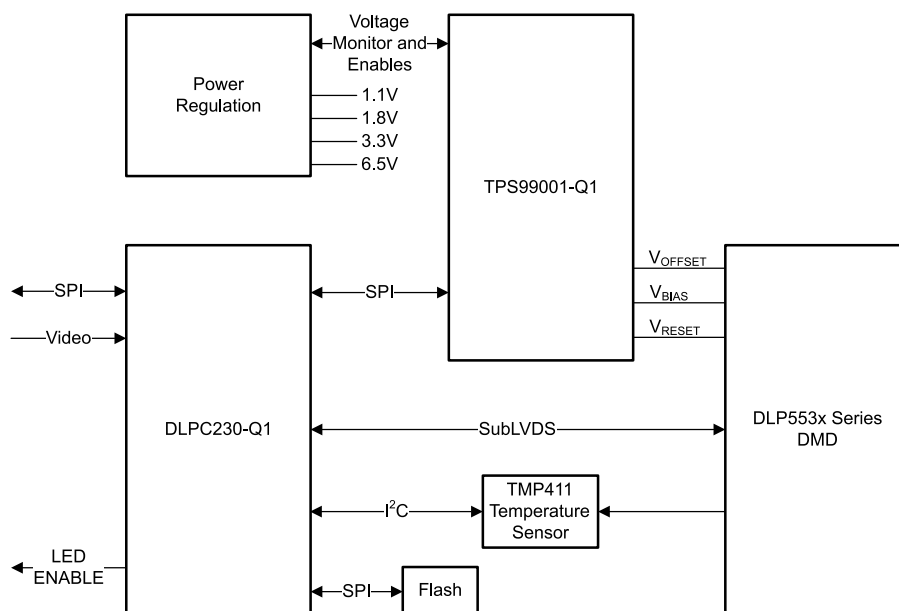 Voltage
Monitor and
Enables
Power
Regulation
1.1V
1.8V
3.3V
6.5V
TPS99001-Q1
VOFFSET
VBIAS
VRESET
SPI
SPI
Video
DLPC230-Q1
SubLVDS
DLP553x Series
DMD
I²C
TMP411
Temperature
Sensor
LED
ENABLE
SPI
Flash